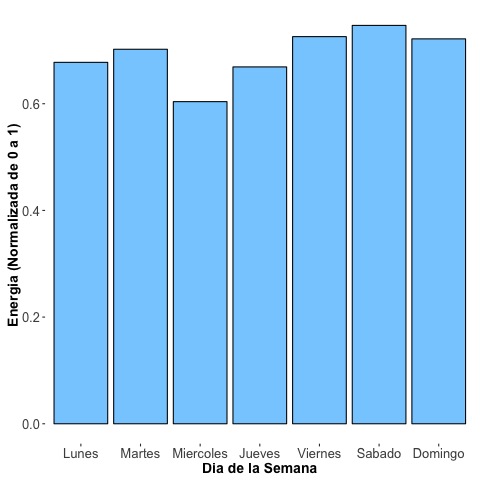 Energia (Normalizada de 0 a 1)
0.6
0.4
0.2
0.0
Lunes Martes Miercoles Jueves Viernes Sabado Domingo
Dia de la Semana